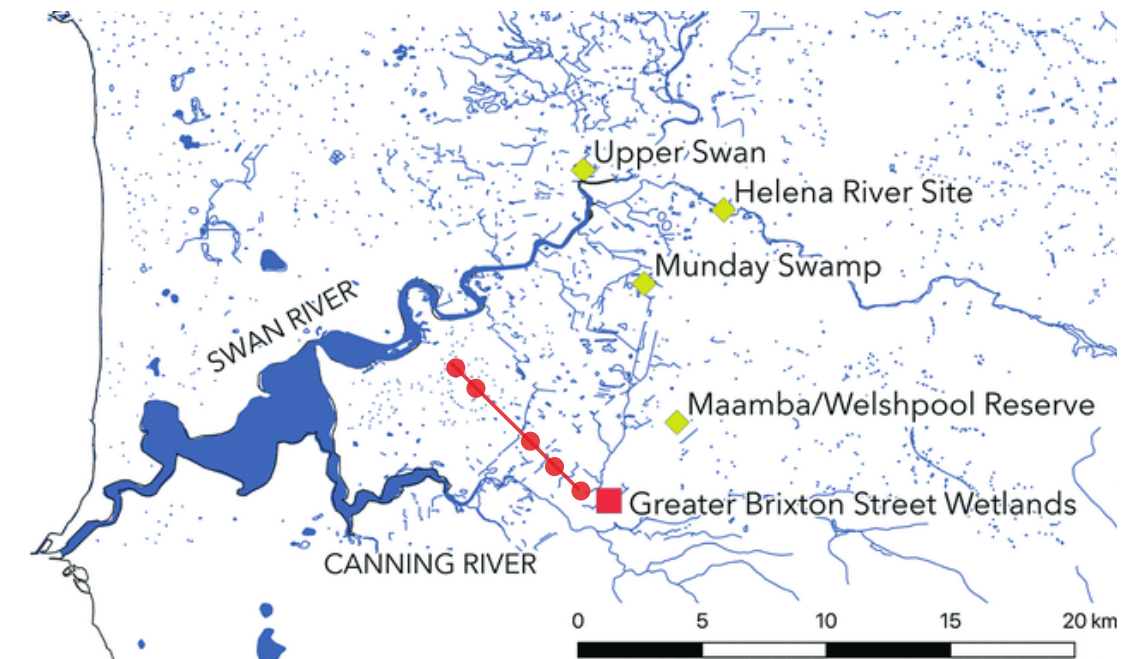 Upper Swan
Helena River Site
Munday Swamp
SWAN RIVER
Maamba/Welshpool Reserve
Greater Brixton Street Wetlands
CANNING RIVER
0 5 10 15 20 km